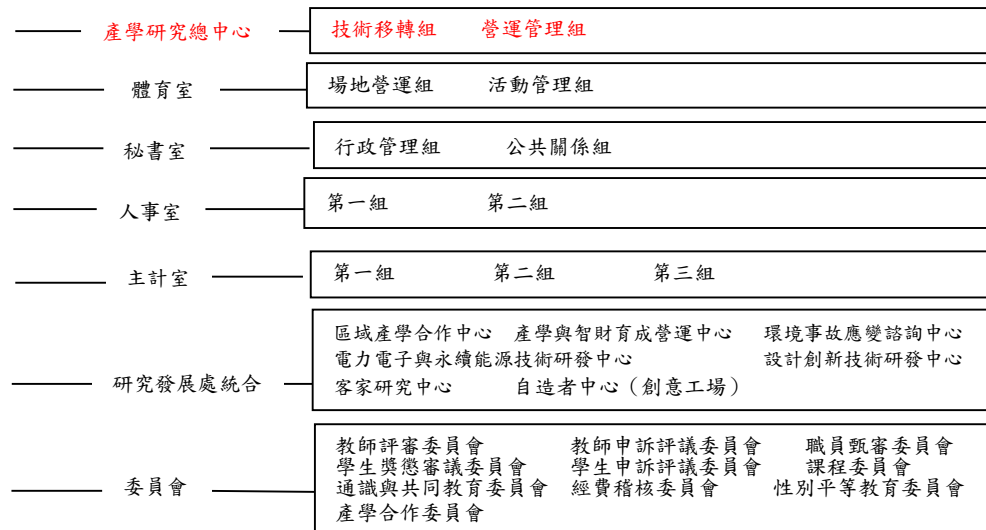 產學研究總中心 技術移轉組 營運管理組
體育室 場地營運組 活動管理組
秘書室 行政管理組 公共關係組
人事室 第一組 第二組
主計室 第一組 第二組 第三組
研究發展處統合
區域產學合作中心 產學與智財育成營運中心 環境事故應變諮詢中心
電力電子與永續能源技術研發中心 設計創新技術研發中心
客家研究中心 自造者中心（創意工場）
委員會
教師評審委員會 教師申訴評議委員會 職員甄審委員會
學生獎懲審議委員會 學生申訴評議委員會 課程委員會
通識與共同教育委員會 經費稽核委員會 性別平等教育委員會
產學合作委員會